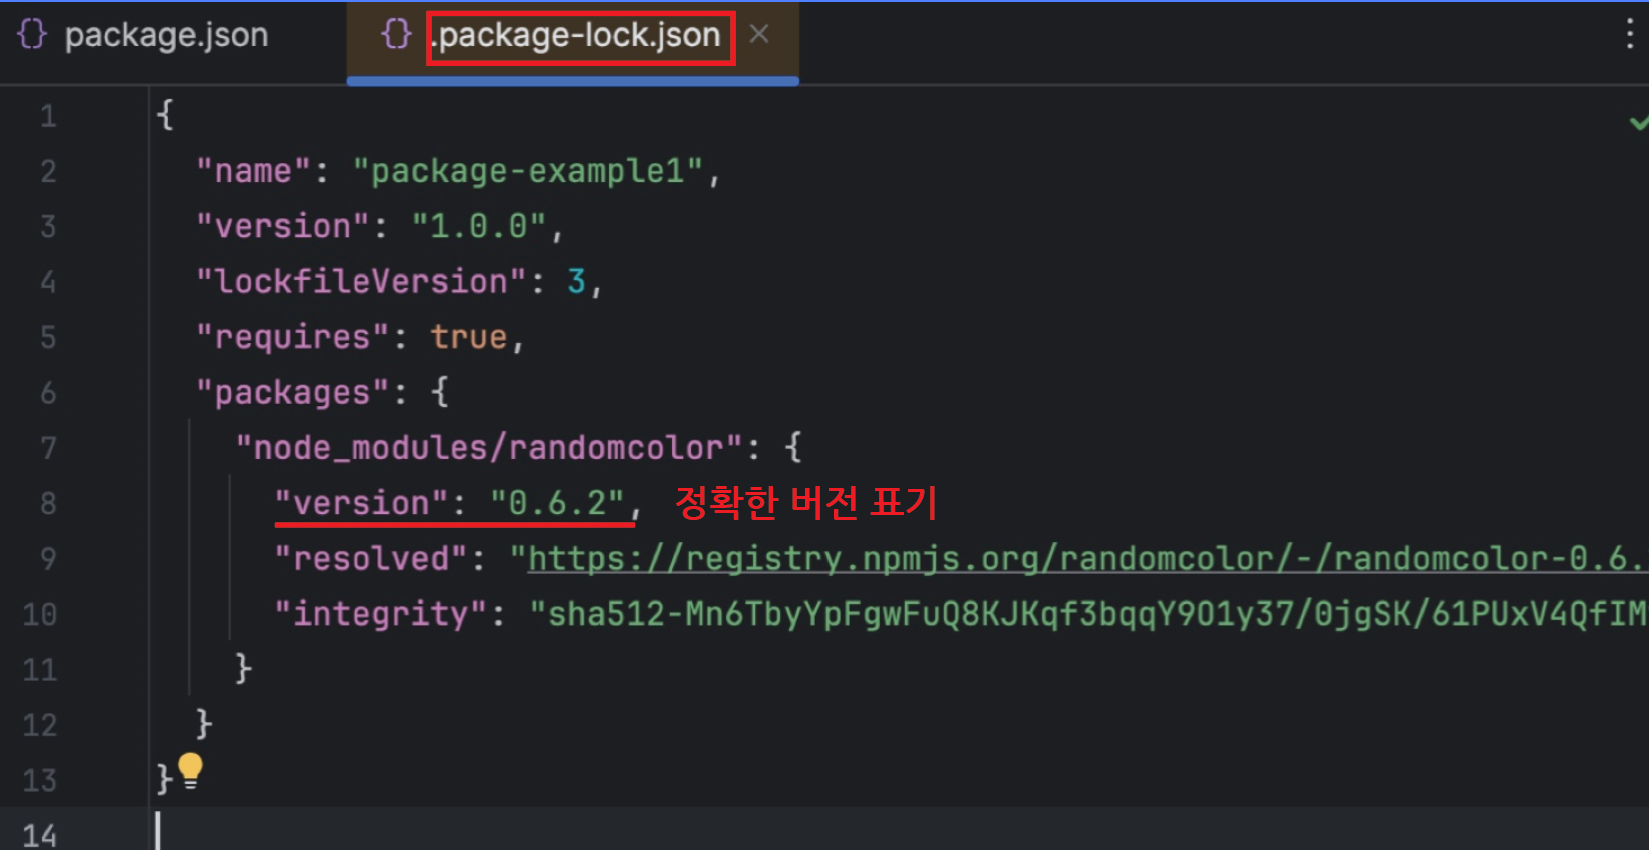 {} package.json {} .package-lock.json ×
1 {
2 "name": "package-example1",
3 "version": "1.0.0",
4 "lockfileVersion": 3,
5 "requires": true,
6 "packages": {
7 "node_modules/randomcolor": {
8 "version": "0.6.2", 정확한 버전 표기
9 "resolved": "https://registry.npmjs.org/randomcolor/-/randomcolor-0.6.
10 "integrity": "sha512-Mn6TbyYpFgwFuQ8KJKqf3bqqY9O1y37/0jgSK/61PUxV4QfIM
11 }
12 }
13 }
14